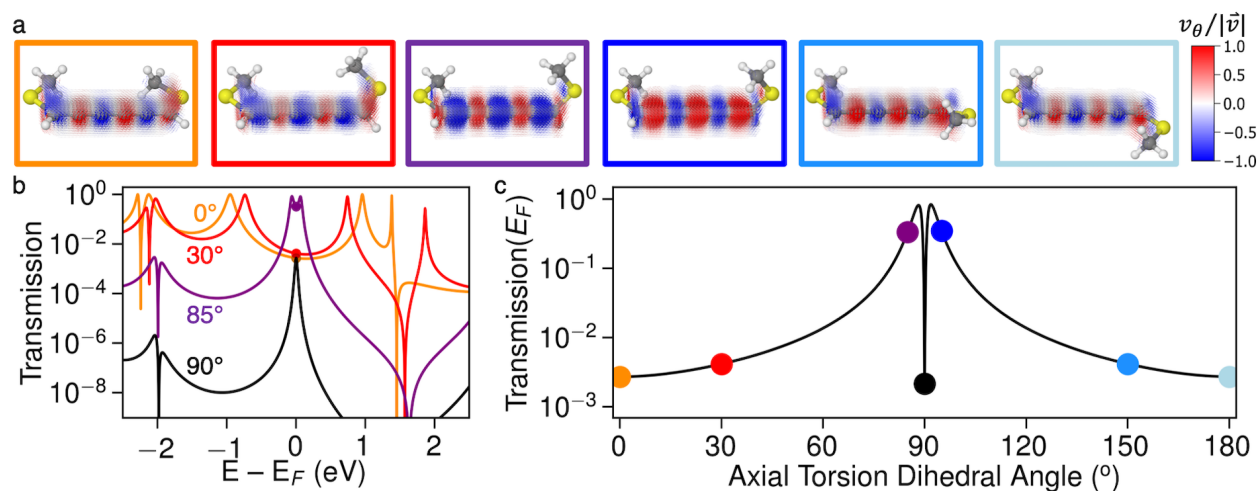 a
v_θ/|v⃗|
1.0
0.5
0.0
−0.5
−1.0
b
Transmission
10⁰
10⁻²
10⁻⁴
10⁻⁶
10⁻⁸
0°
30°
85°
90°
−2 −1 0 1 2
E − E_F (eV)
c
Transmission(E_F)
10⁰
10⁻¹
10⁻²
10⁻³
0 30 60 90 120 150 180
Axial Torsion Dihedral Angle (º)